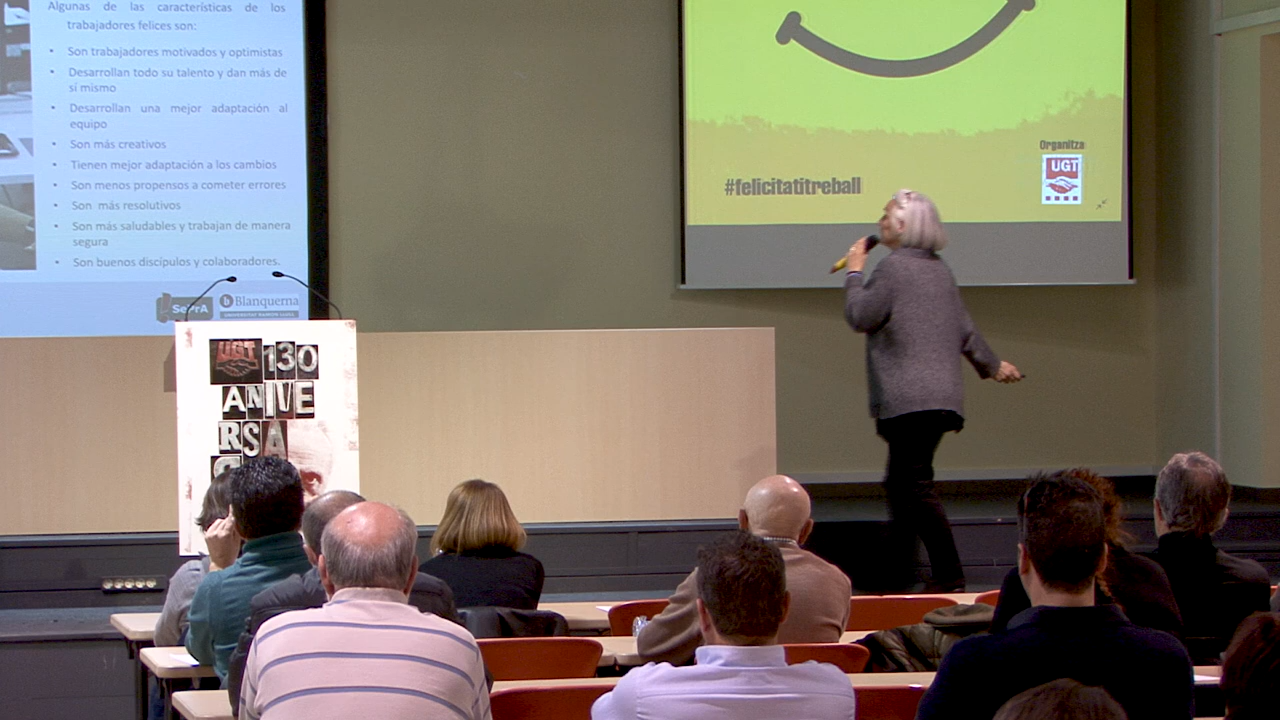 Algunas de las características de los
trabajadores felices son:
• Son trabajadores motivados y optimistas
• Desarrollan todo su talento y dan más de
sí mismo
• Desarrollan una mejor adaptación al
equipo
• Son más creativos
• Tienen mejor adaptación a los cambios
• Son menos propensos a cometer errores
• Son más resolutivos
• Son más saludables y trabajan de manera
segura
• Son buenos discípulos y colaboradores.
SePrA
Blanquerna
#felicitatitreball
Organitza
UGT
UGT 130
ANIVE
RSA